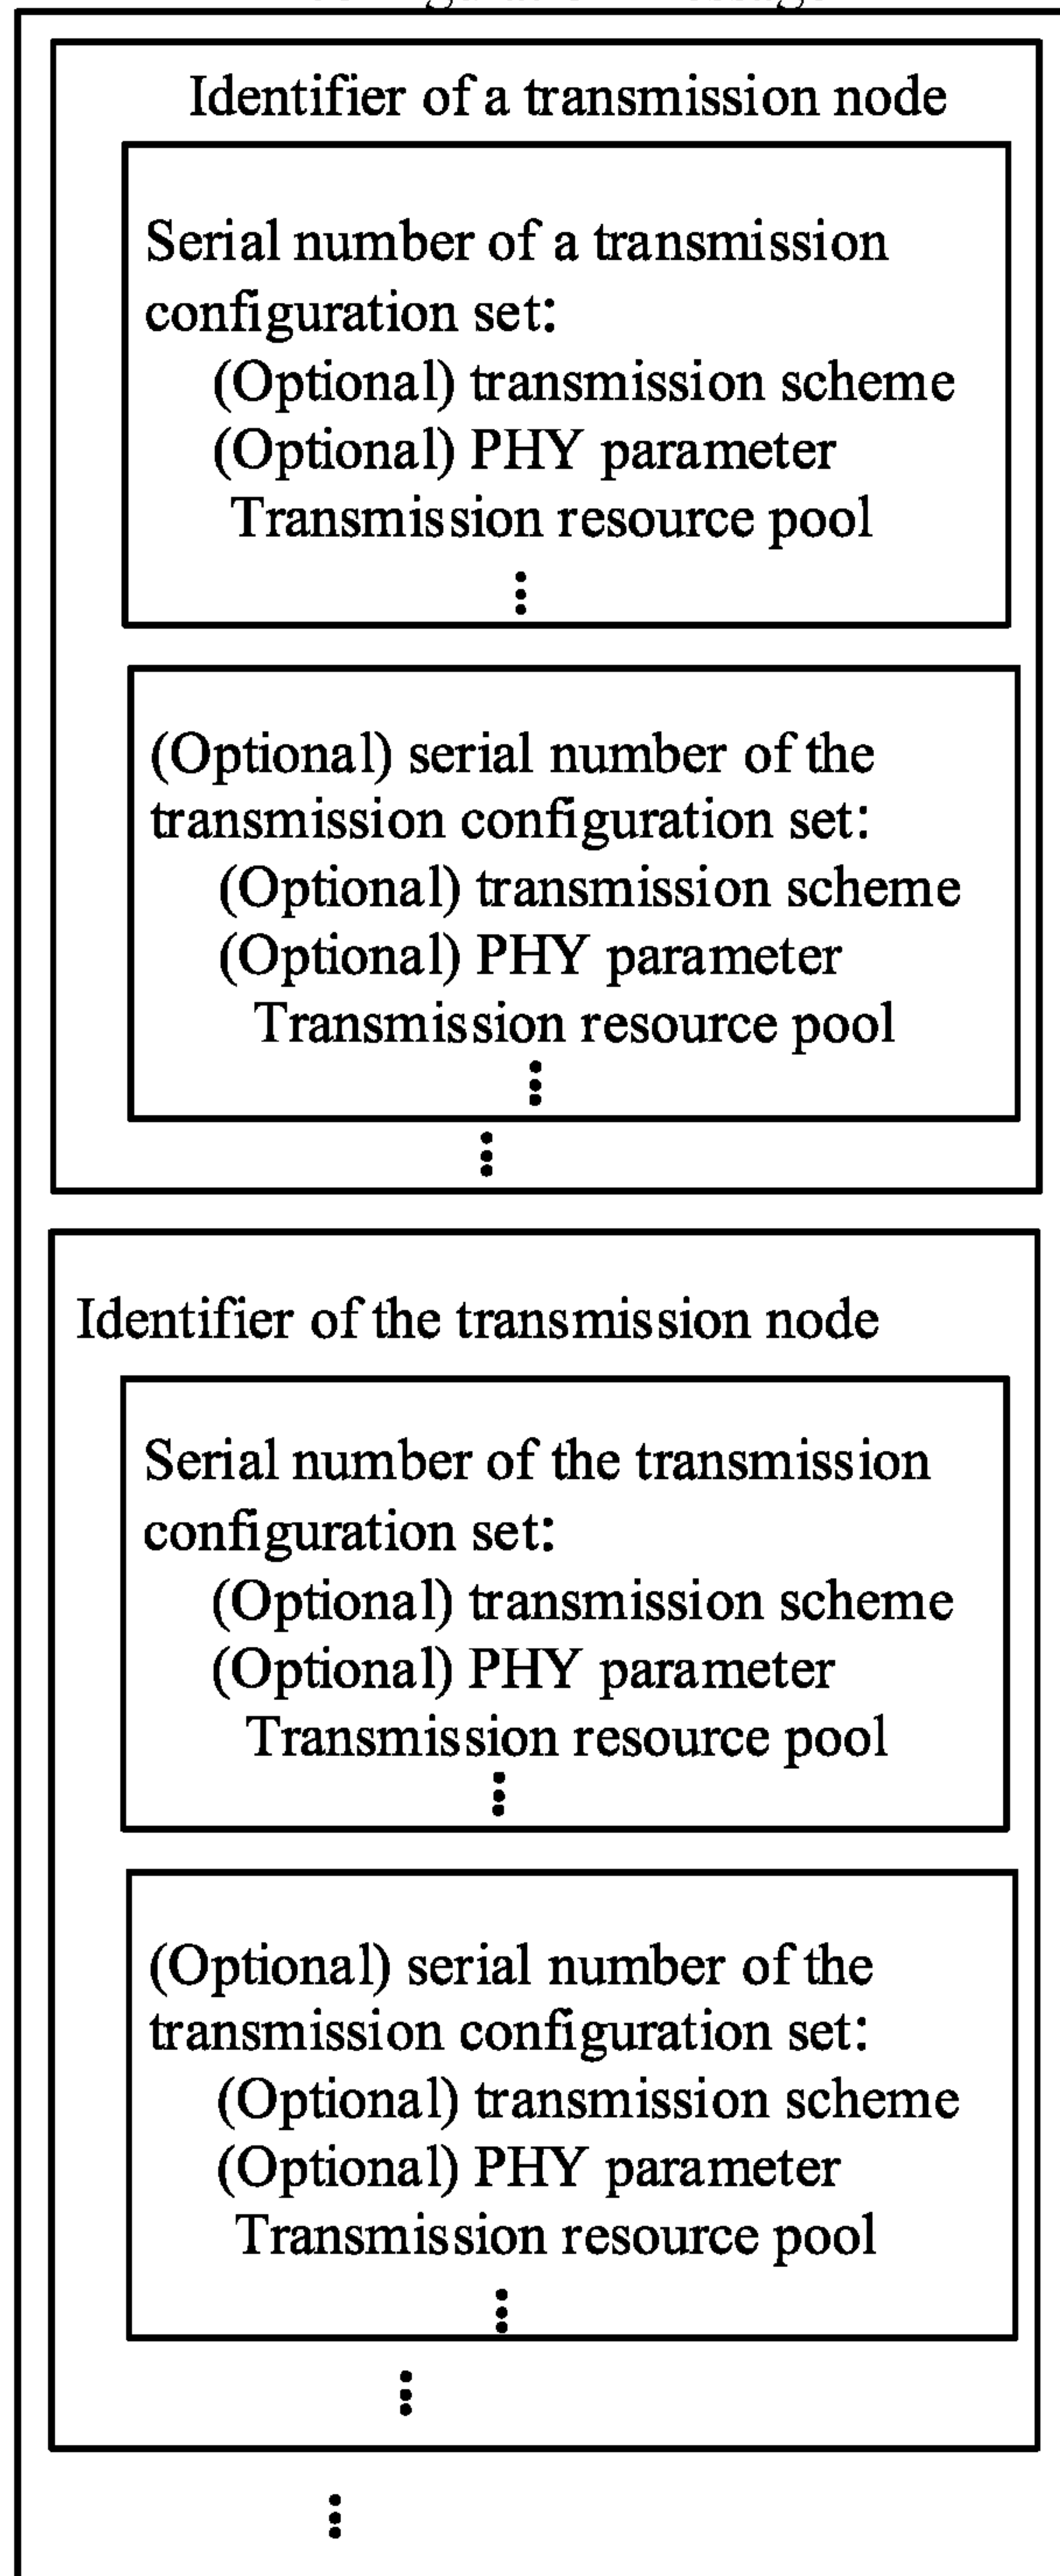 Identifier of a transmission node
Serial number of a transmission
configuration set:
(Optional) transmission scheme
(Optional) PHY parameter
Transmission resource pool
(Optional) serial number of the
transmission configuration set:
(Optional) transmission scheme
(Optional) PHY parameter
Transmission resource pool
Identifier of the transmission node
Serial number of the transmission
configuration set:
(Optional) transmission scheme
(Optional) PHY parameter
Transmission resource pool
(Optional) serial number of the
transmission configuration set:
(Optional) transmission scheme
(Optional) PHY parameter
Transmission resource pool